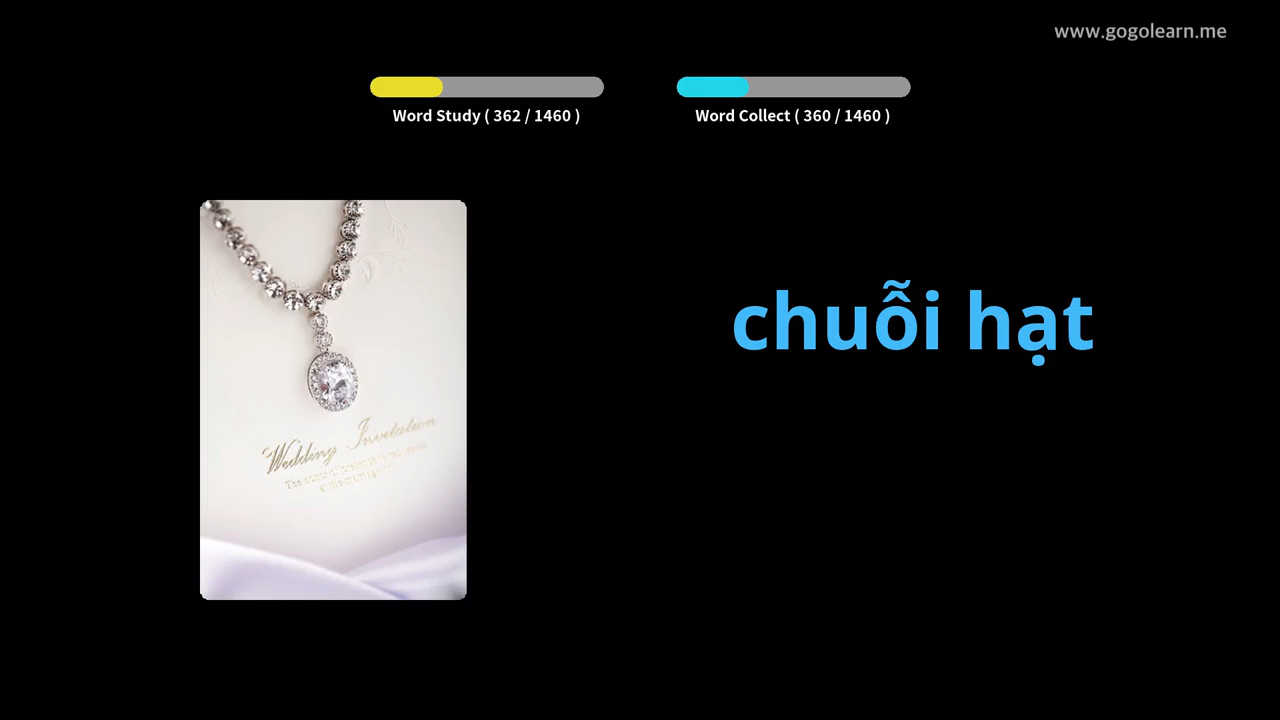 www.gogolearn.me
Word Study ( 362 / 1460 )
Word Collect ( 360 / 1460 )
chuỗi hạt
Wedding Invitation